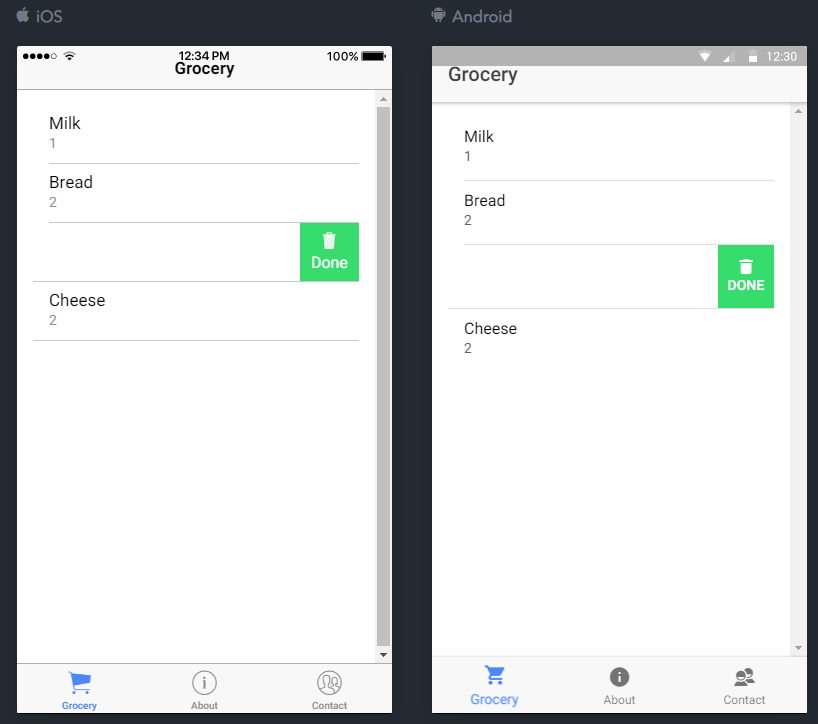 iOS
Android
12:34 PM
100%
Grocery
Milk
1
Bread
2
Done
Cheese
2
Grocery
About
Contact
12:30
Grocery
Milk
1
Bread
2
DONE
Cheese
2
Grocery
About
Contact